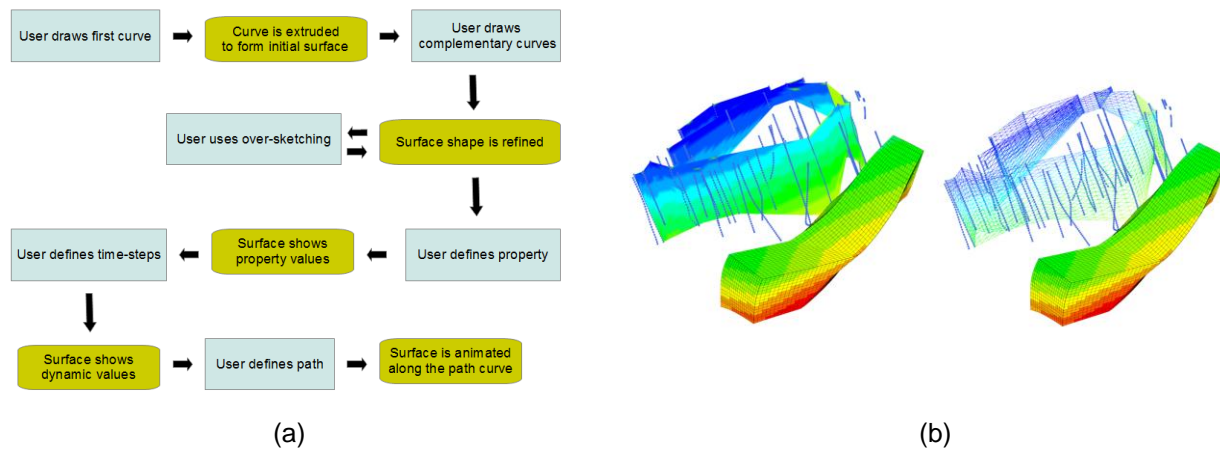 User draws first curve
Curve is extruded
to form initial surface
User draws
complementary curves
User uses over-sketching
Surface shape is refined
User defines time-steps
Surface shows
property values
User defines property
Surface shows
dynamic values
User defines path
Surface is animated
along the path curve
(a)
(b)